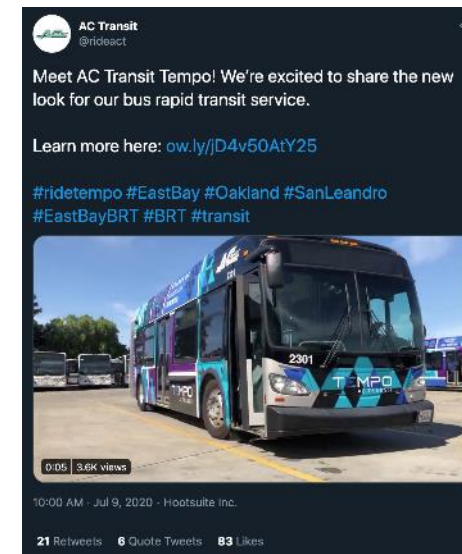 AC Transit
@rideact
Meet AC Transit Tempo! We're excited to share the new
look for our bus rapid transit service.
Learn more here: ow.ly/jD4v50AtY25
#ridetempo #EastBay #Oakland #SanLeandro
#EastBayBRT #BRT #transit
2301
TEMPO
TEMPO
0:05 3.6K views
10:00 AM · Jul 9, 2020 · Hootsuite Inc.
21 Retweets 6 Quote Tweets 83 Likes